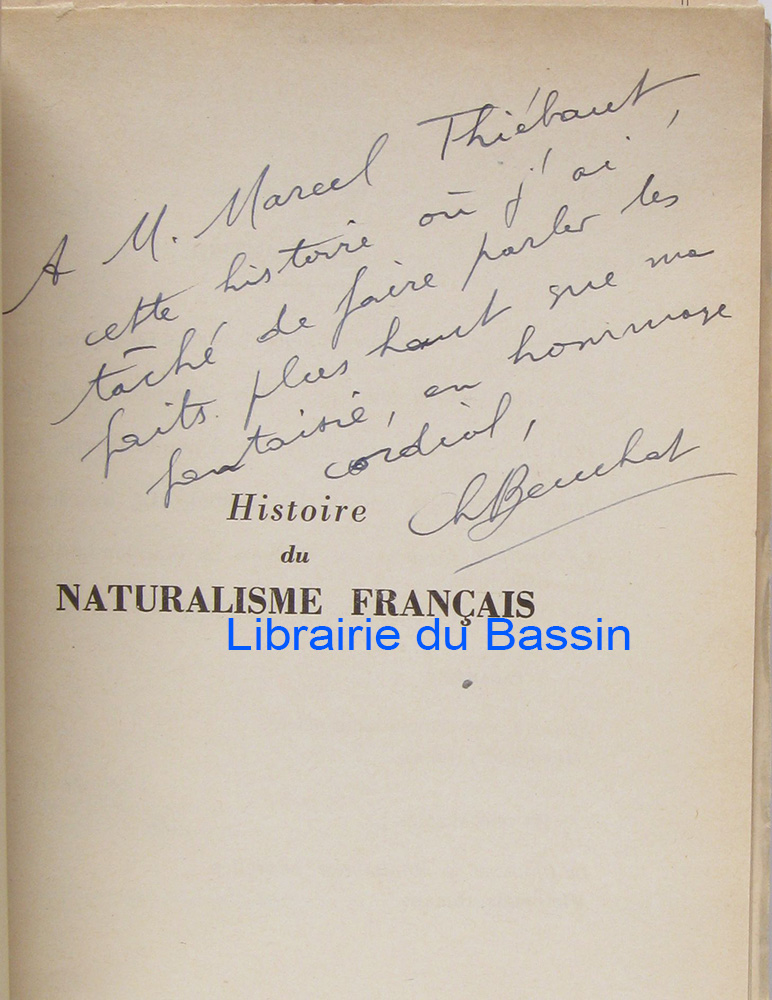 A M. Marcel Thiébaut,
cette histoire où j'ai
tâché de faire parler les
faits plus haut que ma
fantaisie, en hommage
cordial,
Ch Beuchat
Histoire
du
NATURALISME FRANÇAIS
Librairie du Bassin